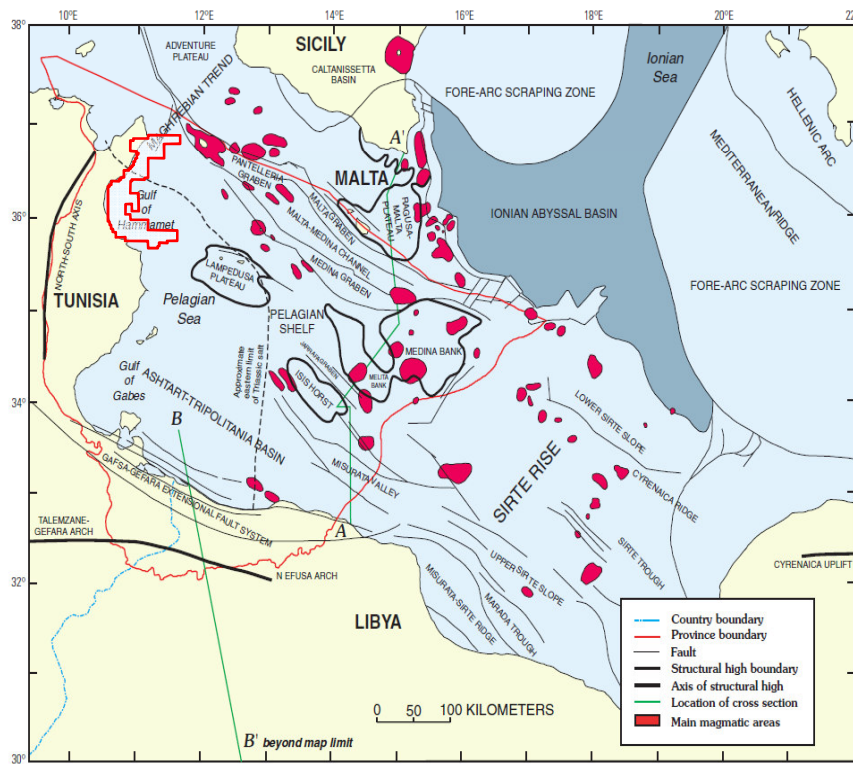 10°
12°
14°
16°
18°
20°
22
38°
36°
34°
32°
30°
ADVENTURE
PLATEAU
SICILY
CALTANISSETTA
BASIN
FORE-ARC SCRAPING ZONE
Ionian
Sea
HELLENIC ARC
MEDITERRANEAN RIDGE
MAGHREBIAN TREND
A'
PANTELLERIA
GRABEN
MALTA
MALTA GRABEN
RAGUSA-
MALTA
PLATEAU
IONIAN ABYSSAL BASIN
Gulf
of
Hammamet
NORTH-SOUTH AXIS
MALTA-MEDINA CHANNEL
MEDINA GRABEN
LAMPEDUSA
PLATEAU
FORE-ARC SCRAPING ZONE
TUNISIA
Pelagian
Sea
PELAGIAN
SHELF
MEDINA BANK
JARRAFA GRABEN
MELITA
BANK
ISIS HORST
Approximate
eastern limit
of Triassic salt
Gulf
of
Gabes
ASHTART-TRIPOLITANIA BASIN
B
LOWER SIRTE SLOPE
MISURATA VALLEY
SIRTE RISE
CYRENAICA RIDGE
GAFSA-GEFARA EXTENSIONAL FAULT SYSTEM
TALEMZANE-
GEFARA ARCH
A
N EFUSA ARCH
UPPER SIRTE SLOPE
SIRTE TROUGH
CYRENAICA UPLIFT
MISURATA-SIRTE RIDGE
MARADA TROUGH
LIBYA
Country boundary
Province boundary
Fault
Structural high boundary
Axis of structural high
Location of cross section
Main magmatic areas
0 50 100 KILOMETERS
B' beyond map limit